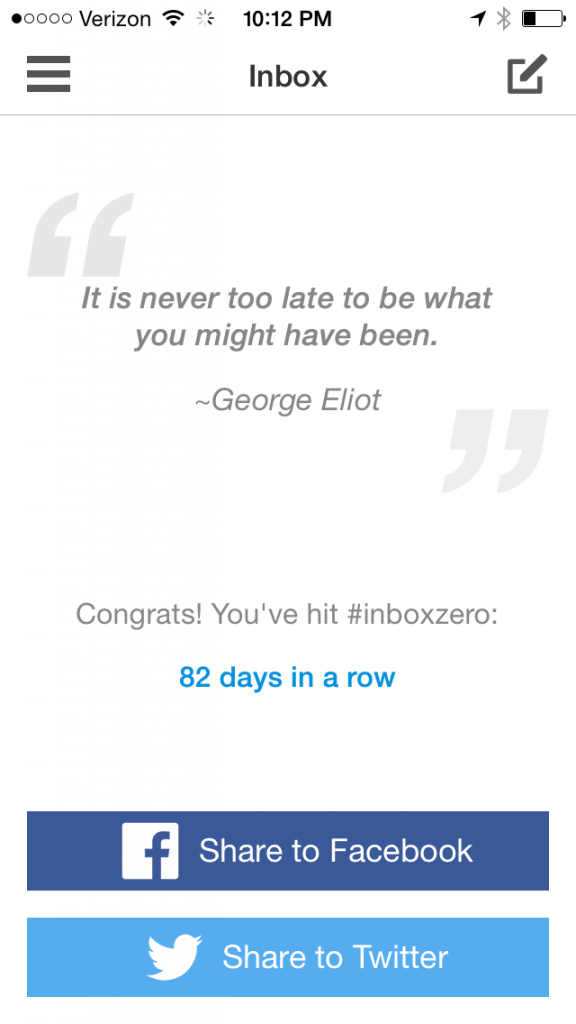 Verizon 10:12 PM
Inbox
“
It is never too late to be what
you might have been.
~George Eliot
”
Congrats! You've hit #inboxzero:
82 days in a row
Share to Facebook
Share to Twitter